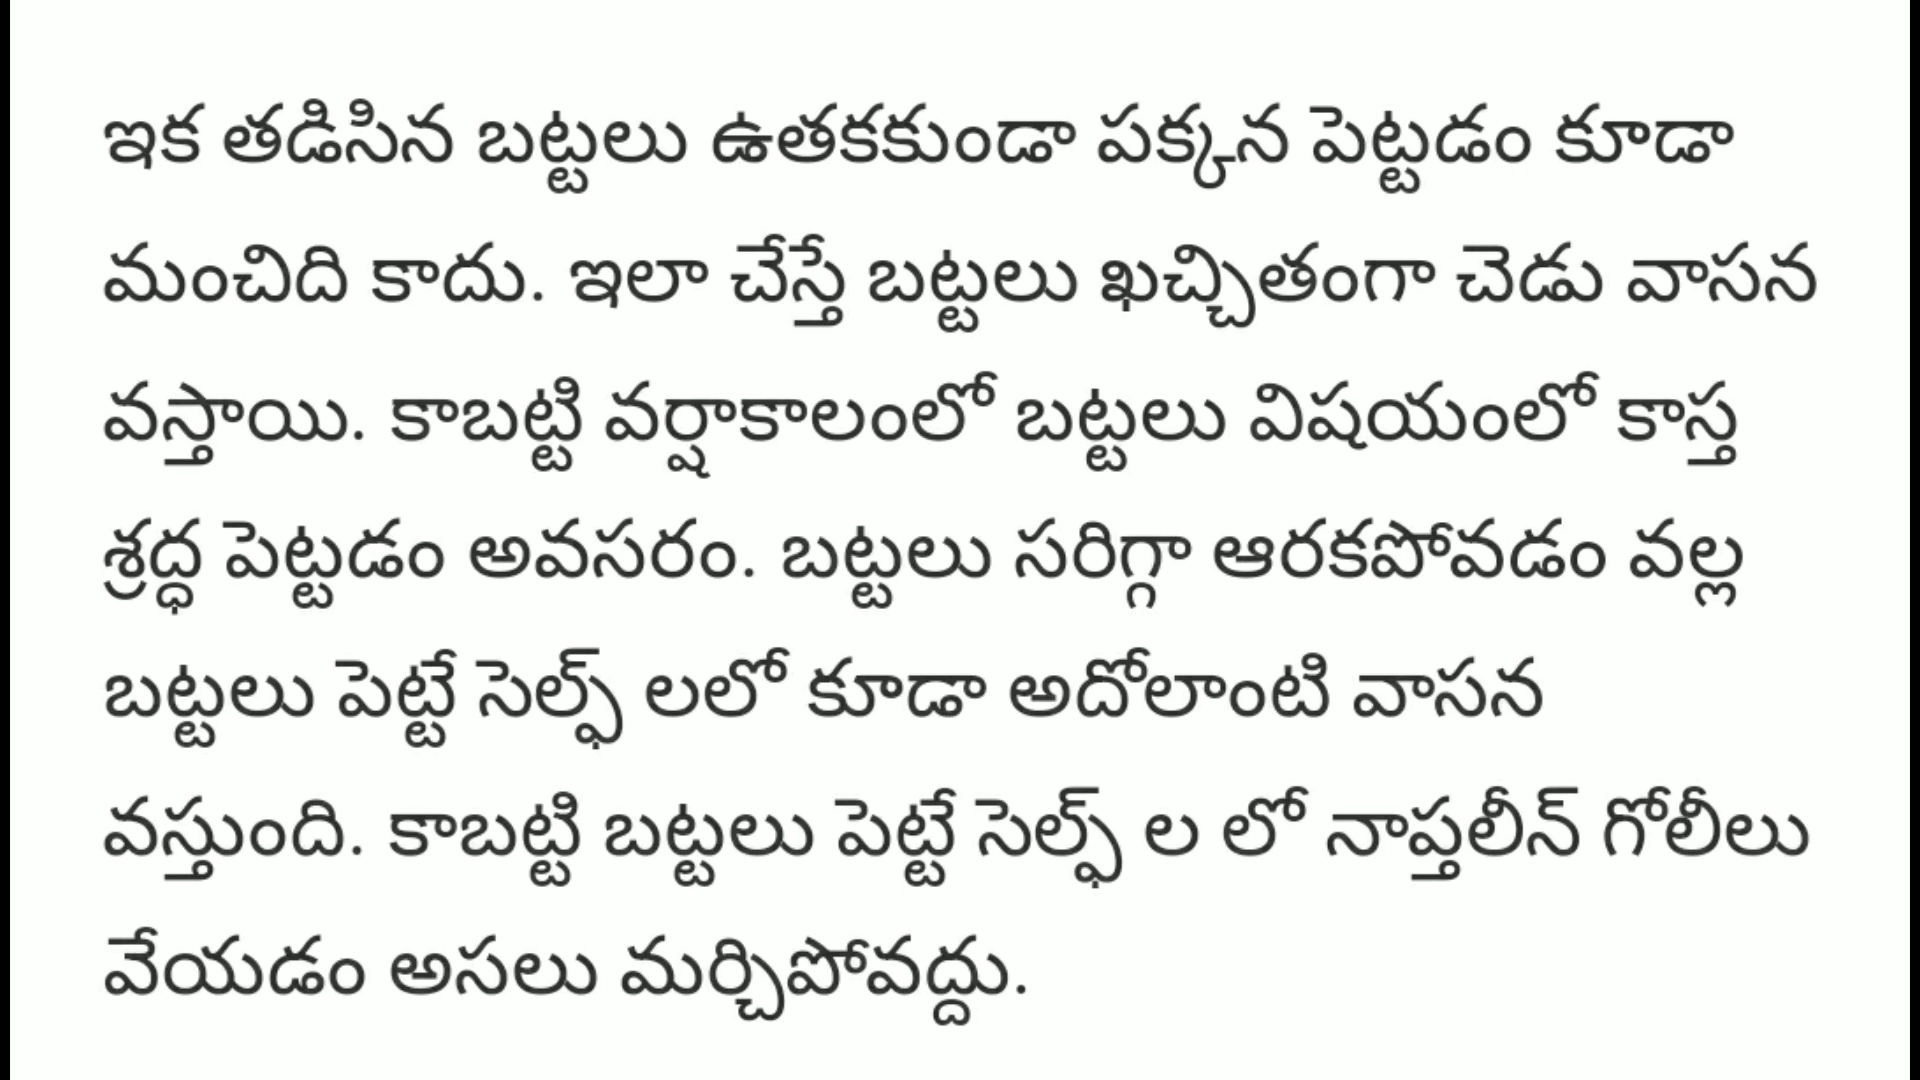 ఇక తడిసిన బట్టలు ఉతకకుండా పక్కన పెట్టడం కూడా
మంచిది కాదు. ఇలా చేస్తే బట్టలు ఖచ్చితంగా చెడు వాసన
వస్తాయి. కాబట్టి వర్షాకాలంలో బట్టలు విషయంలో కాస్త
శ్రద్ధ పెట్టడం అవసరం. బట్టలు సరిగ్గా ఆరకపోవడం వల్ల
బట్టలు పెట్టే సెల్ఫ్ లలో కూడా అదోలాంటి వాసన
వస్తుంది. కాబట్టి బట్టలు పెట్టే సెల్ఫ్ ల లో నాప్తలీన్ గోలీలు
వేయడం అసలు మర్చిపోవద్దు.